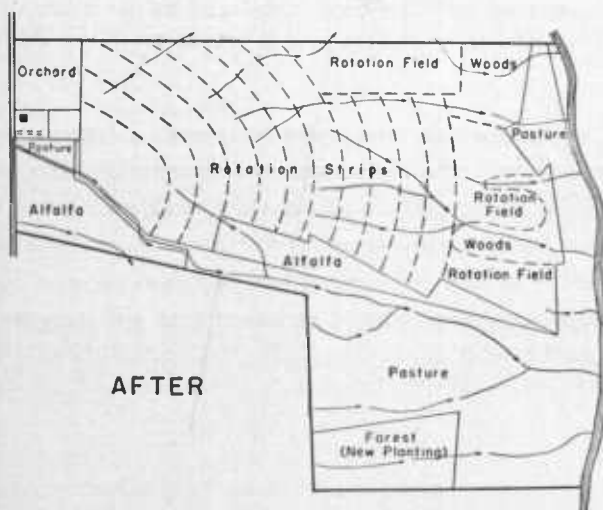 Orchard
Rotation Field
Woods
Pasture
Pasture
Rotation Strips
Alfalfa
Rotation
Field
Woods
Alfalfa
Rotation Field
AFTER
Pasture
Forest
(New Planting)